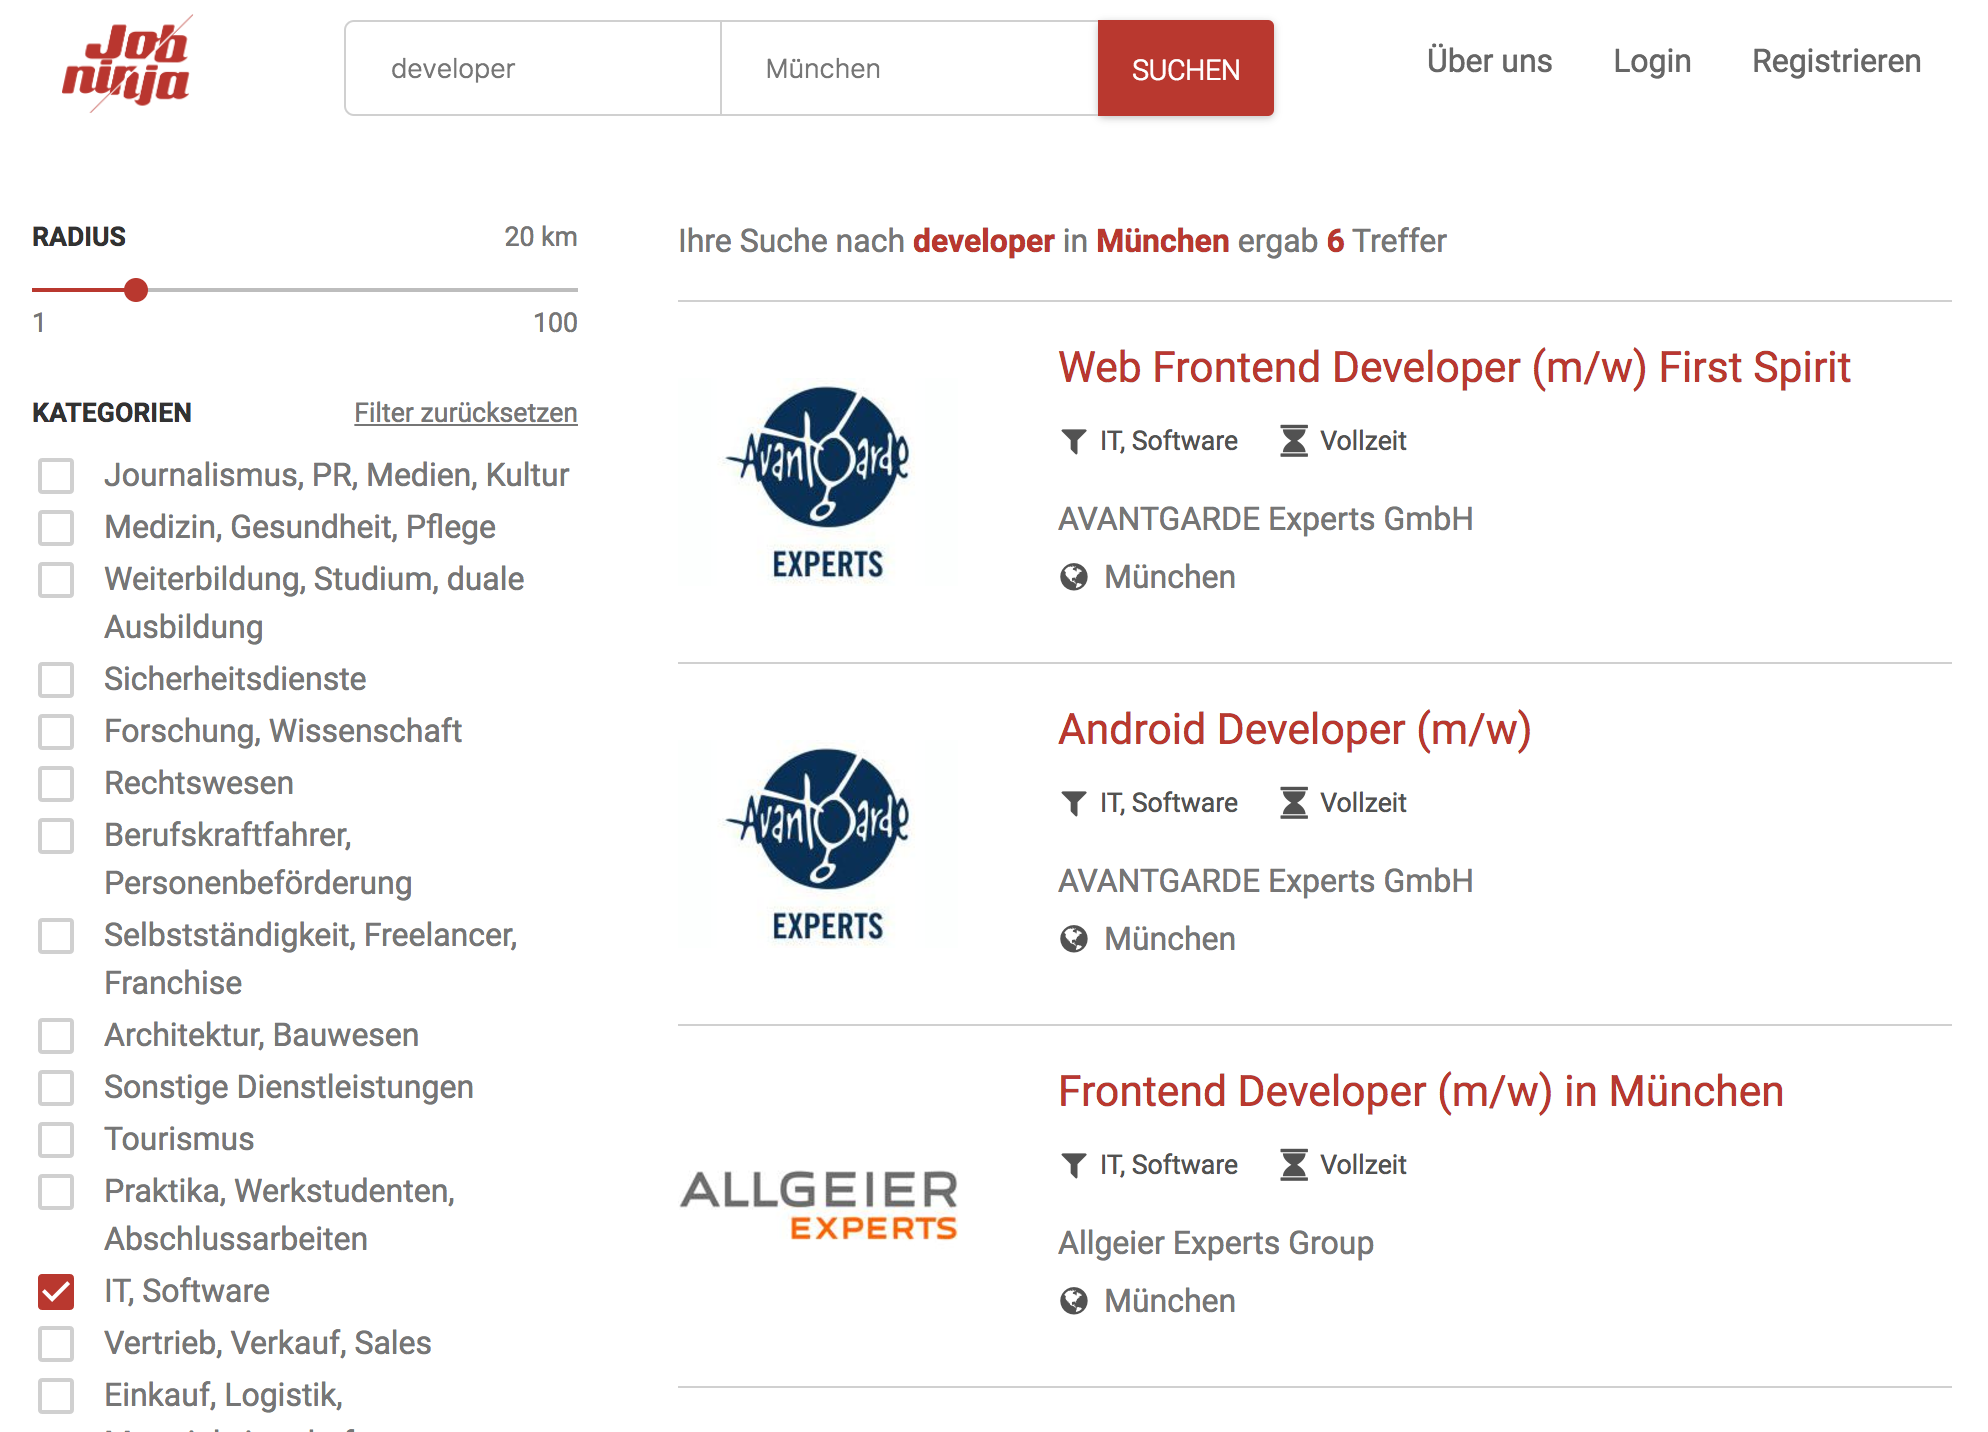 Job
ninja
developer
München
SUCHEN
Über uns
Login
Registrieren
RADIUS
20 km
1
100
KATEGORIEN
Filter zurücksetzen
Journalismus, PR, Medien, Kultur
Medizin, Gesundheit, Pflege
Weiterbildung, Studium, duale
Ausbildung
Sicherheitsdienste
Forschung, Wissenschaft
Rechtswesen
Berufskraftfahrer,
Personenbeförderung
Selbstständigkeit, Freelancer,
Franchise
Architektur, Bauwesen
Sonstige Dienstleistungen
Tourismus
Praktika, Werkstudenten,
Abschlussarbeiten
IT, Software
Vertrieb, Verkauf, Sales
Einkauf, Logistik,
Ihre Suche nach developer in München ergab 6 Treffer
AvantGarde
EXPERTS
Web Frontend Developer (m/w) First Spirit
IT, Software
Vollzeit
AVANTGARDE Experts GmbH
München
AvantGarde
EXPERTS
Android Developer (m/w)
IT, Software
Vollzeit
AVANTGARDE Experts GmbH
München
ALLGEIER
EXPERTS
Frontend Developer (m/w) in München
IT, Software
Vollzeit
Allgeier Experts Group
München